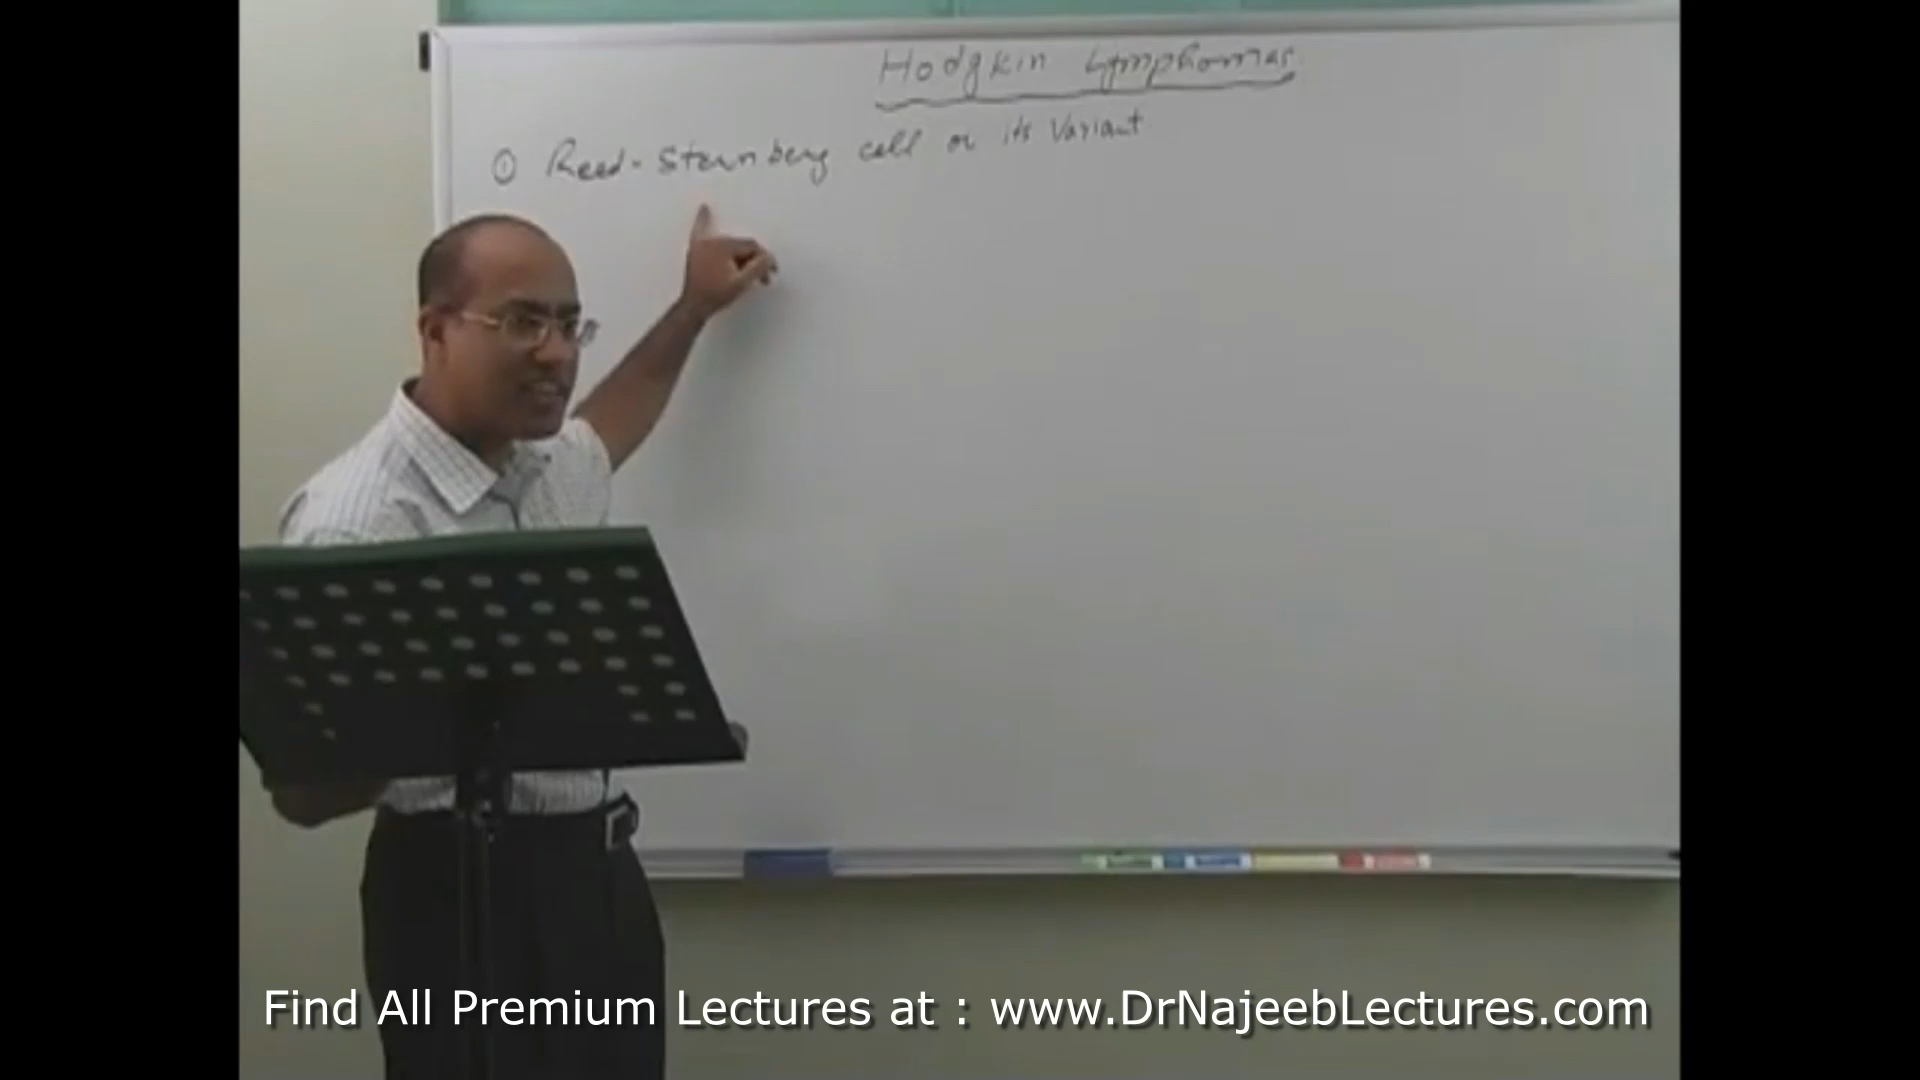 Hodgkin Lymphomas
① Reed-Sternberg cell or its Variant
Find All Premium Lectures at : www.DrNajeebLectures.com